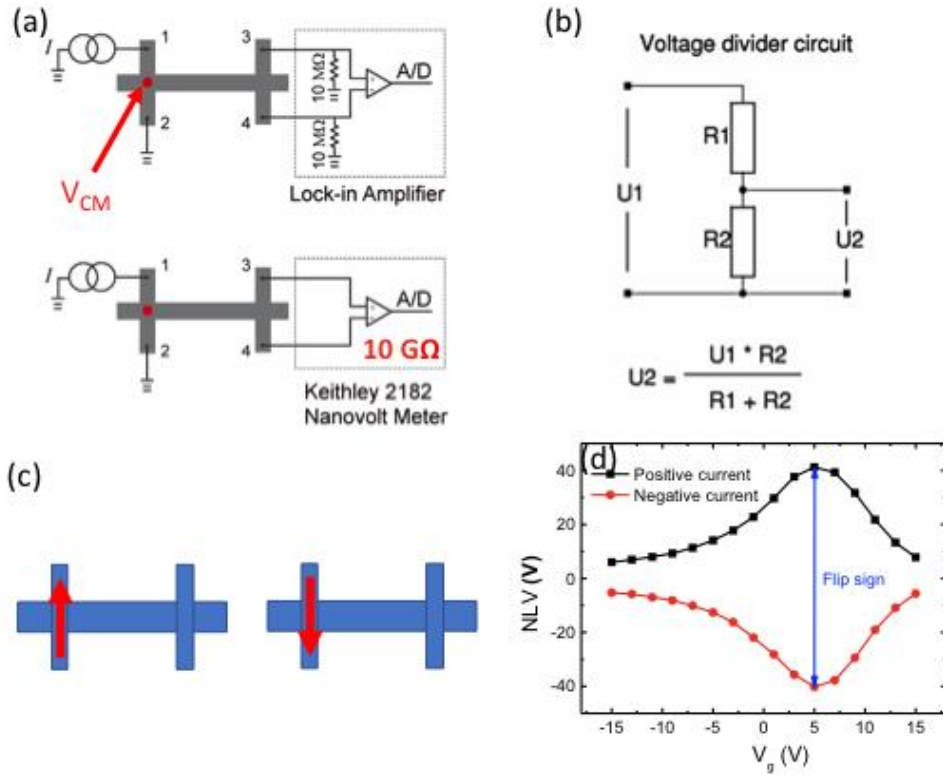 (a)
I
1
2
3
4
10 MΩ
10 MΩ
A/D
Lock-in Amplifier
V_CM
I
1
2
3
4
A/D
10 GΩ
Keithley 2182
Nanovolt Meter
(b)
Voltage divider circuit
U1
R1
R2
U2
U2 = U1 * R2
R1 + R2
(c)
(d)
Positive current
Negative current
Flip sign
NLV (V)
40
20
0
-20
-40
-15 -10 -5 0 5 10 15
V_g (V)